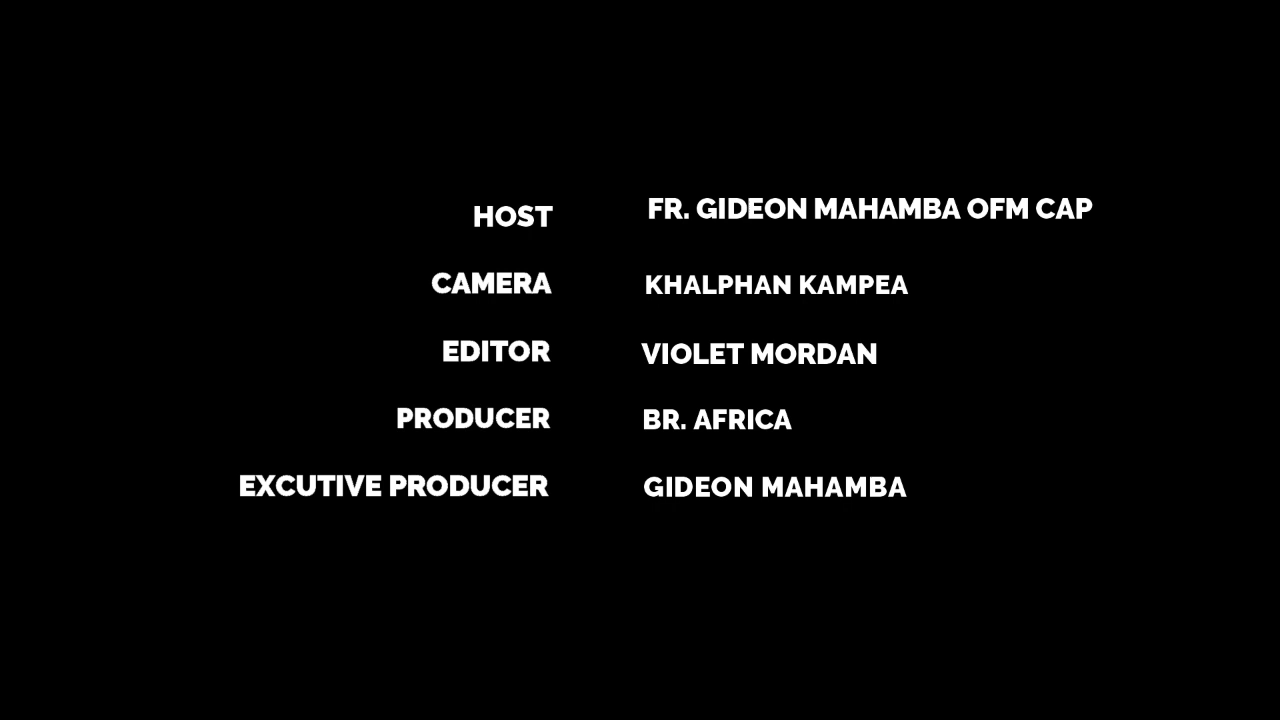 HOST FR. GIDEON MAHAMBA OFM CAP
CAMERA KHALPHAN KAMPEA
EDITOR VIOLET MORDAN
PRODUCER BR. AFRICA
EXCUTIVE PRODUCER GIDEON MAHAMBA